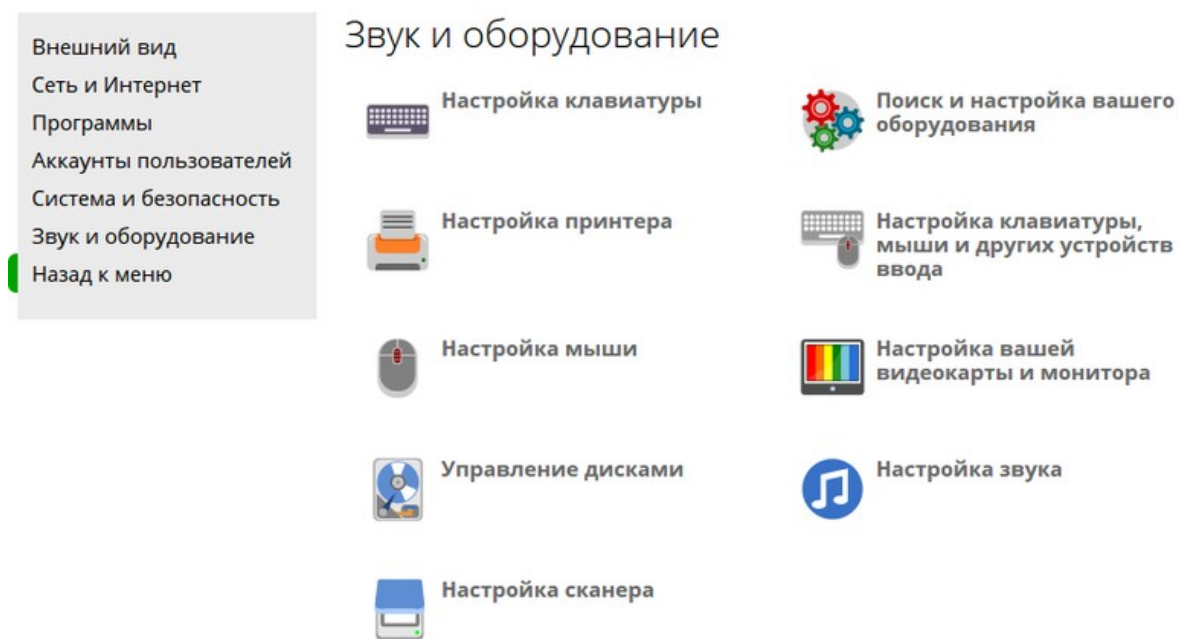 Внешний вид
Сеть и Интернет
Программы
Аккаунты пользователей
Система и безопасность
Звук и оборудование
Назад к меню
Звук и оборудование
Настройка клавиатуры
Поиск и настройка вашего
оборудования
Настройка принтера
Настройка клавиатуры,
мыши и других устройств
ввода
Настройка мыши
Настройка вашей
видеокарты и монитора
Управление дисками
Настройка звука
Настройка сканера